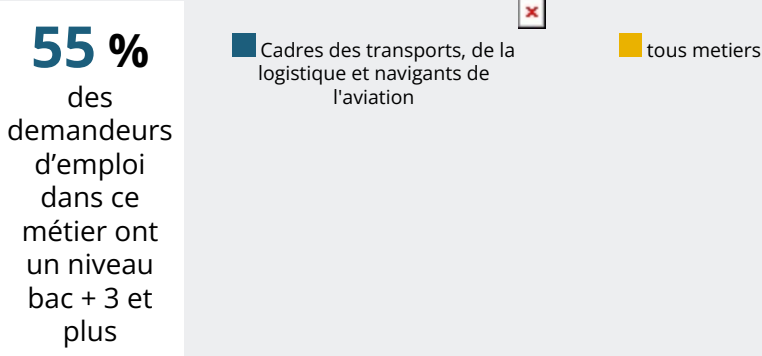 55 %
des
demandeurs
d’emploi
dans ce
métier ont
un niveau
bac + 3 et
plus
Cadres des transports, de la
logistique et navigants de
l'aviation
tous metiers